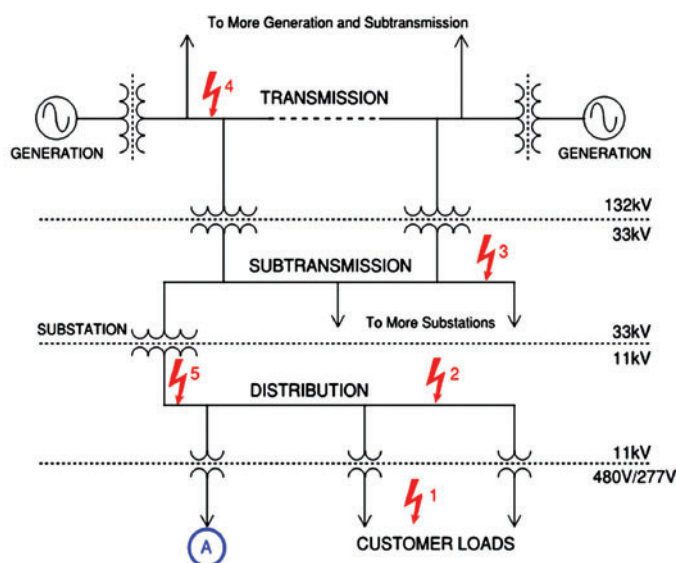 To More Generation and Subtransmission
4
TRANSMISSION
GENERATION
GENERATION
132kV
33kV
3
SUBTRANSMISSION
To More Substations
SUBSTATION
33kV
11kV
5
DISTRIBUTION
2
11kV
480V/277V
1
A
CUSTOMER LOADS